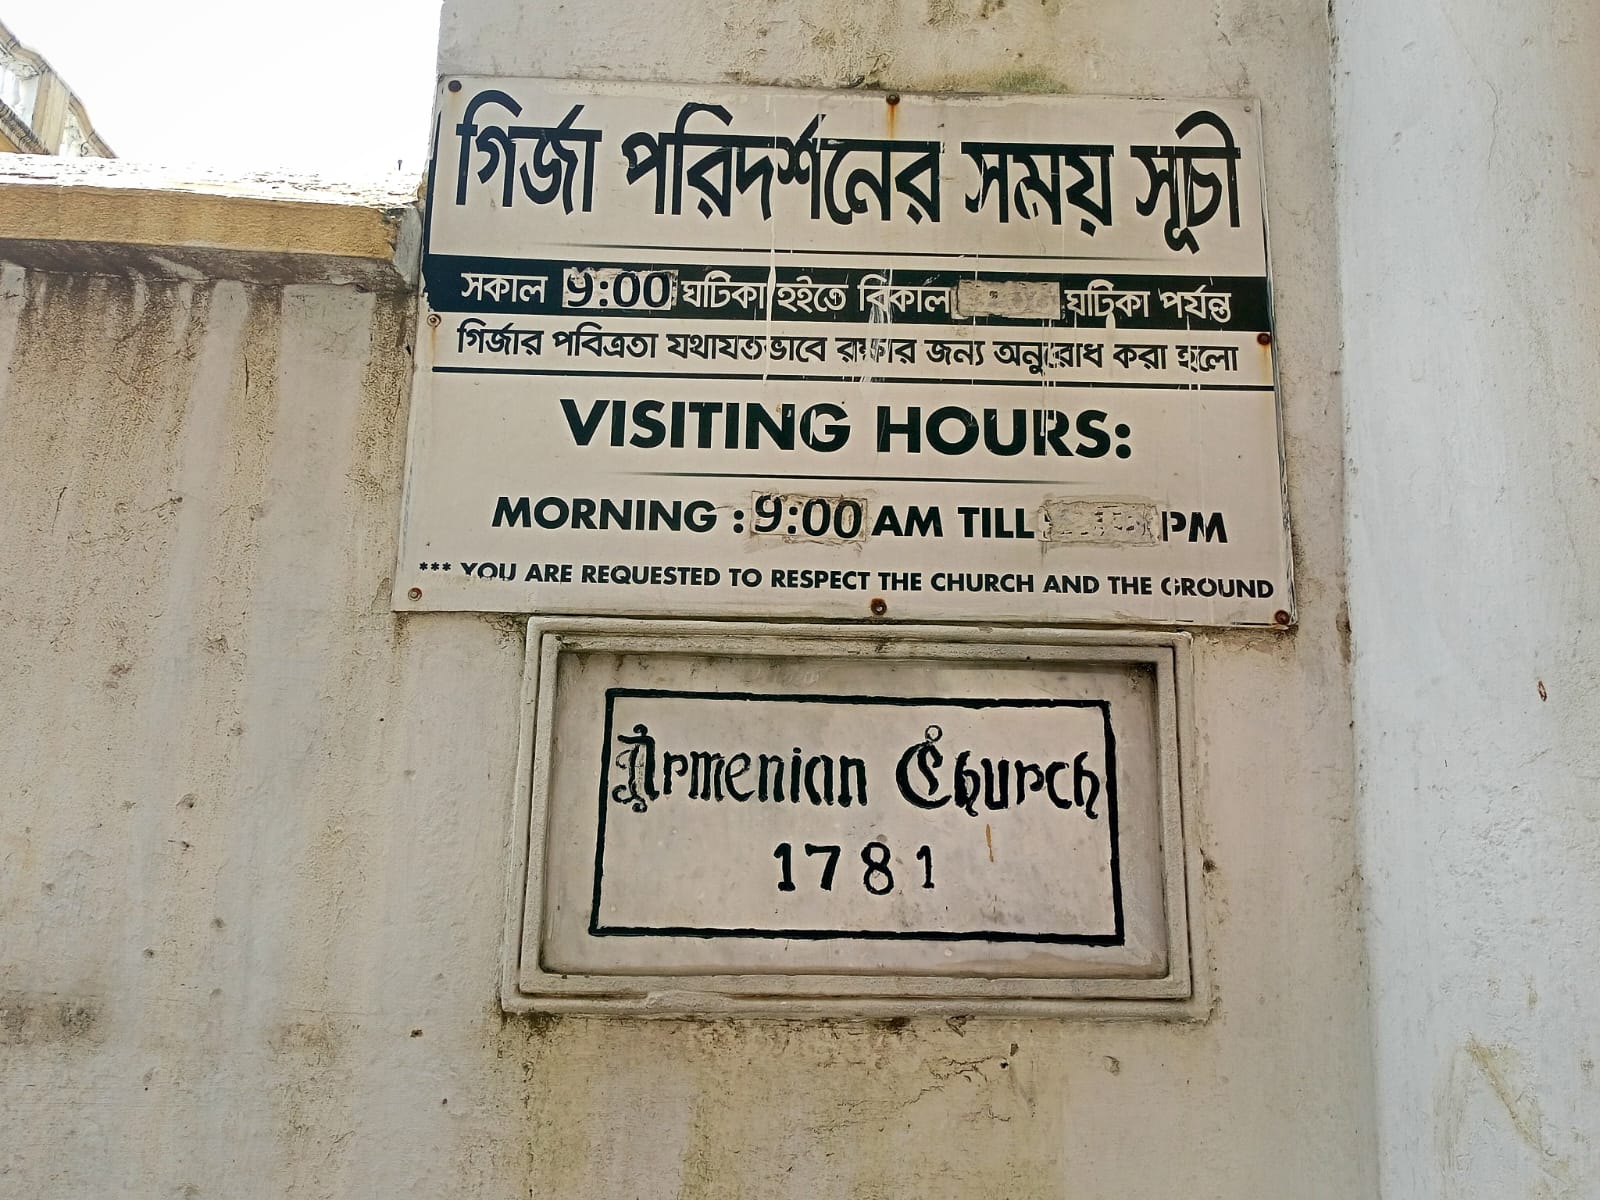 গির্জা পরিদর্শনের সময় সূচী
সকাল 9:00 ঘটিকা হইতে বিকাল ঘটিকা পর্যন্ত
গির্জার পবিত্রতা যথাযতভাবে রক্ষার জন্য অনুরোধ করা হলো
VISITING HOURS:
MORNING : 9:00 AM TILL PM
*** YOU ARE REQUESTED TO RESPECT THE CHURCH AND THE GROUND
Armenian Church
1781